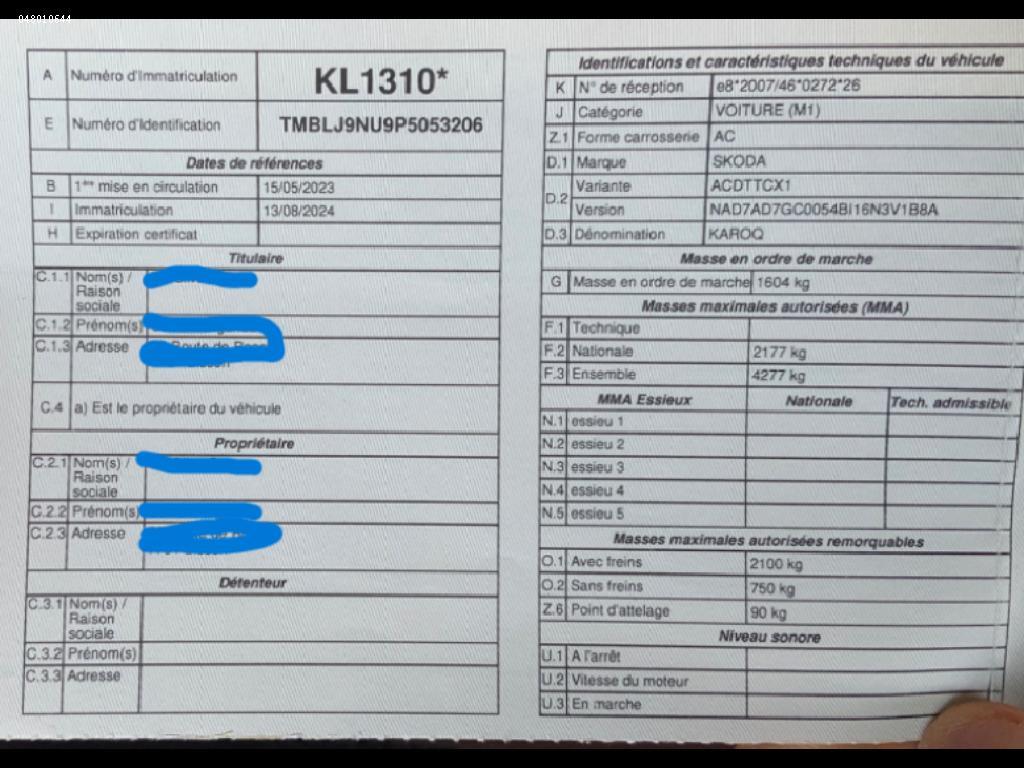 A Numéro d'Immatriculation KL1310*
E Numéro d'Identification TMBLJ9NU9P5053206
Dates de références
B 1ère mise en circulation 15/05/2023
I Immatriculation 13/08/2024
H Expiration certificat
Titulaire
C.1.1 Nom(s) /
Raison
sociale
C.1.2 Prénom(s)
C.1.3 Adresse
C.4 a) Est le propriétaire du véhicule
Propriétaire
C.2.1 Nom(s) /
Raison
sociale
C.2.2 Prénom(s)
C.2.3 Adresse
Détenteur
C.3.1 Nom(s) /
Raison
sociale
C.3.2 Prénom(s)
C.3.3 Adresse
Identifications et caractéristiques techniques du véhicule
K N° de réception e8*2007/46*0272*26
J Catégorie VOITURE (M1)
Z.1 Forme carrosserie AC
D.1 Marque SKODA
D.2 Variante ACDTTCX1
Version NAD7AD7GC0054BI16N3V1B8A
D.3 Dénomination KAROQ
Masse en ordre de marche
G Masse en ordre de marche 1604 kg
Masses maximales autorisées (MMA)
F.1 Technique
F.2 Nationale 2177 kg
F.3 Ensemble 4277 kg
MMA Essieux Nationale Tech. admissible
N.1 essieu 1
N.2 essieu 2
N.3 essieu 3
N.4 essieu 4
N.5 essieu 5
Masses maximales autorisées remorquables
O.1 Avec freins 2100 kg
O.2 Sans freins 750 kg
Z.6 Point d'attelage 90 kg
Niveau sonore
U.1 A l'arrêt
U.2 Vitesse du moteur
U.3 En marche